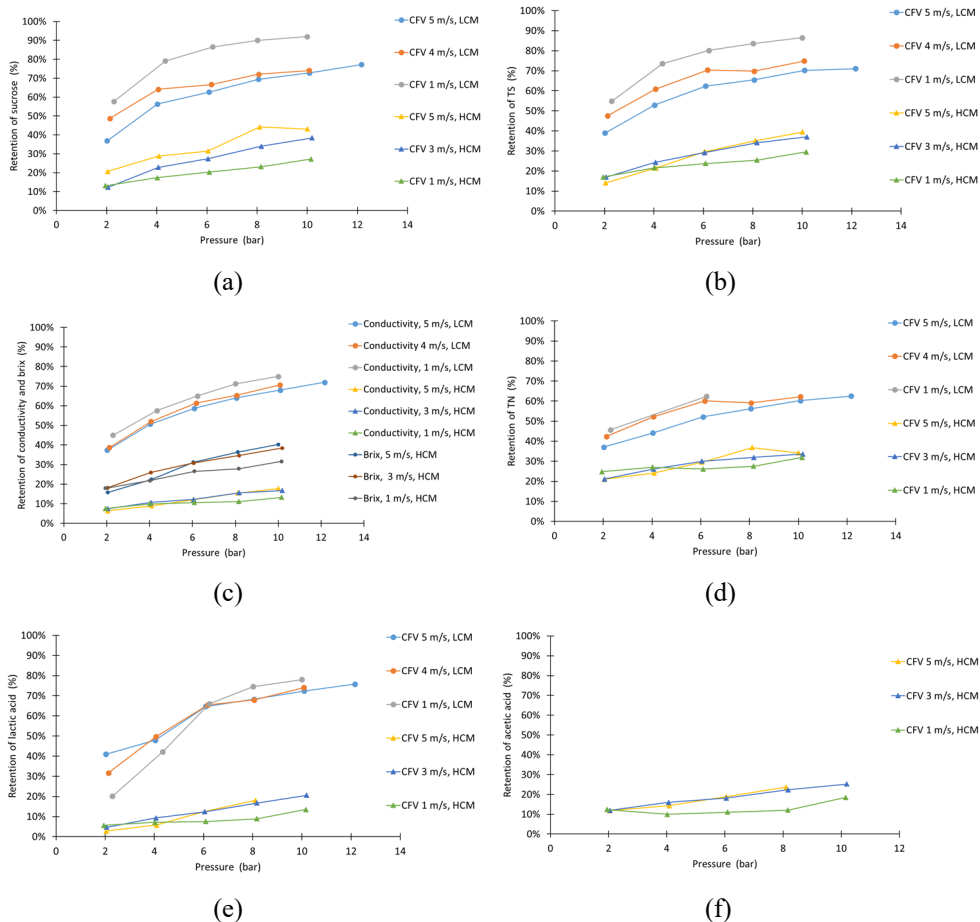 100%
90%
80%
70%
60%
50%
40%
30%
20%
10%
0%
Retention of sucrose (%)
0 2 4 6 8 10 12 14
Pressure (bar)
CFV 5 m/s, LCM
CFV 4 m/s, LCM
CFV 1 m/s, LCM
CFV 5 m/s, HCM
CFV 3 m/s, HCM
CFV 1 m/s, HCM
(a)
100%
90%
80%
70%
60%
50%
40%
30%
20%
10%
0%
Retention of TS (%)
0 2 4 6 8 10 12 14
Pressure (bar)
CFV 5 m/s, LCM
CFV 4 m/s, LCM
CFV 1 m/s, LCM
CFV 5 m/s, HCM
CFV 3 m/s, HCM
CFV 1 m/s, HCM
(b)
100%
90%
80%
70%
60%
50%
40%
30%
20%
10%
0%
Retention of conductivity and brix (%)
0 2 4 6 8 10 12 14
Pressure (bar)
Conductivity, 5 m/s, LCM
Conductivity 4 m/s, LCM
Conductivity, 1 m/s, LCM
Conductivity, 5 m/s, HCM
Conductivity, 3 m/s, HCM
Conductivity, 1 m/s, HCM
Brix, 5 m/s, HCM
Brix, 3 m/s, HCM
Brix, 1 m/s, HCM
(c)
100%
90%
80%
70%
60%
50%
40%
30%
20%
10%
0%
Retention of TN (%)
0 2 4 6 8 10 12 14
Pressure (bar)
CFV 5 m/s, LCM
CFV 4 m/s, LCM
CFV 1 m/s, LCM
CFV 5 m/s, HCM
CFV 3 m/s, HCM
CFV 1 m/s, HCM
(d)
100%
90%
80%
70%
60%
50%
40%
30%
20%
10%
0%
Retention of lactic acid (%)
0 2 4 6 8 10 12 14
Pressure (bar)
CFV 5 m/s, LCM
CFV 4 m/s, LCM
CFV 1 m/s, LCM
CFV 5 m/s, HCM
CFV 3 m/s, HCM
CFV 1 m/s, HCM
(e)
100%
90%
80%
70%
60%
50%
40%
30%
20%
10%
0%
Retention of acetic acid (%)
0 2 4 6 8 10 12
Pressure (bar)
CFV 5 m/s, HCM
CFV 3 m/s, HCM
CFV 1 m/s, HCM
(f)